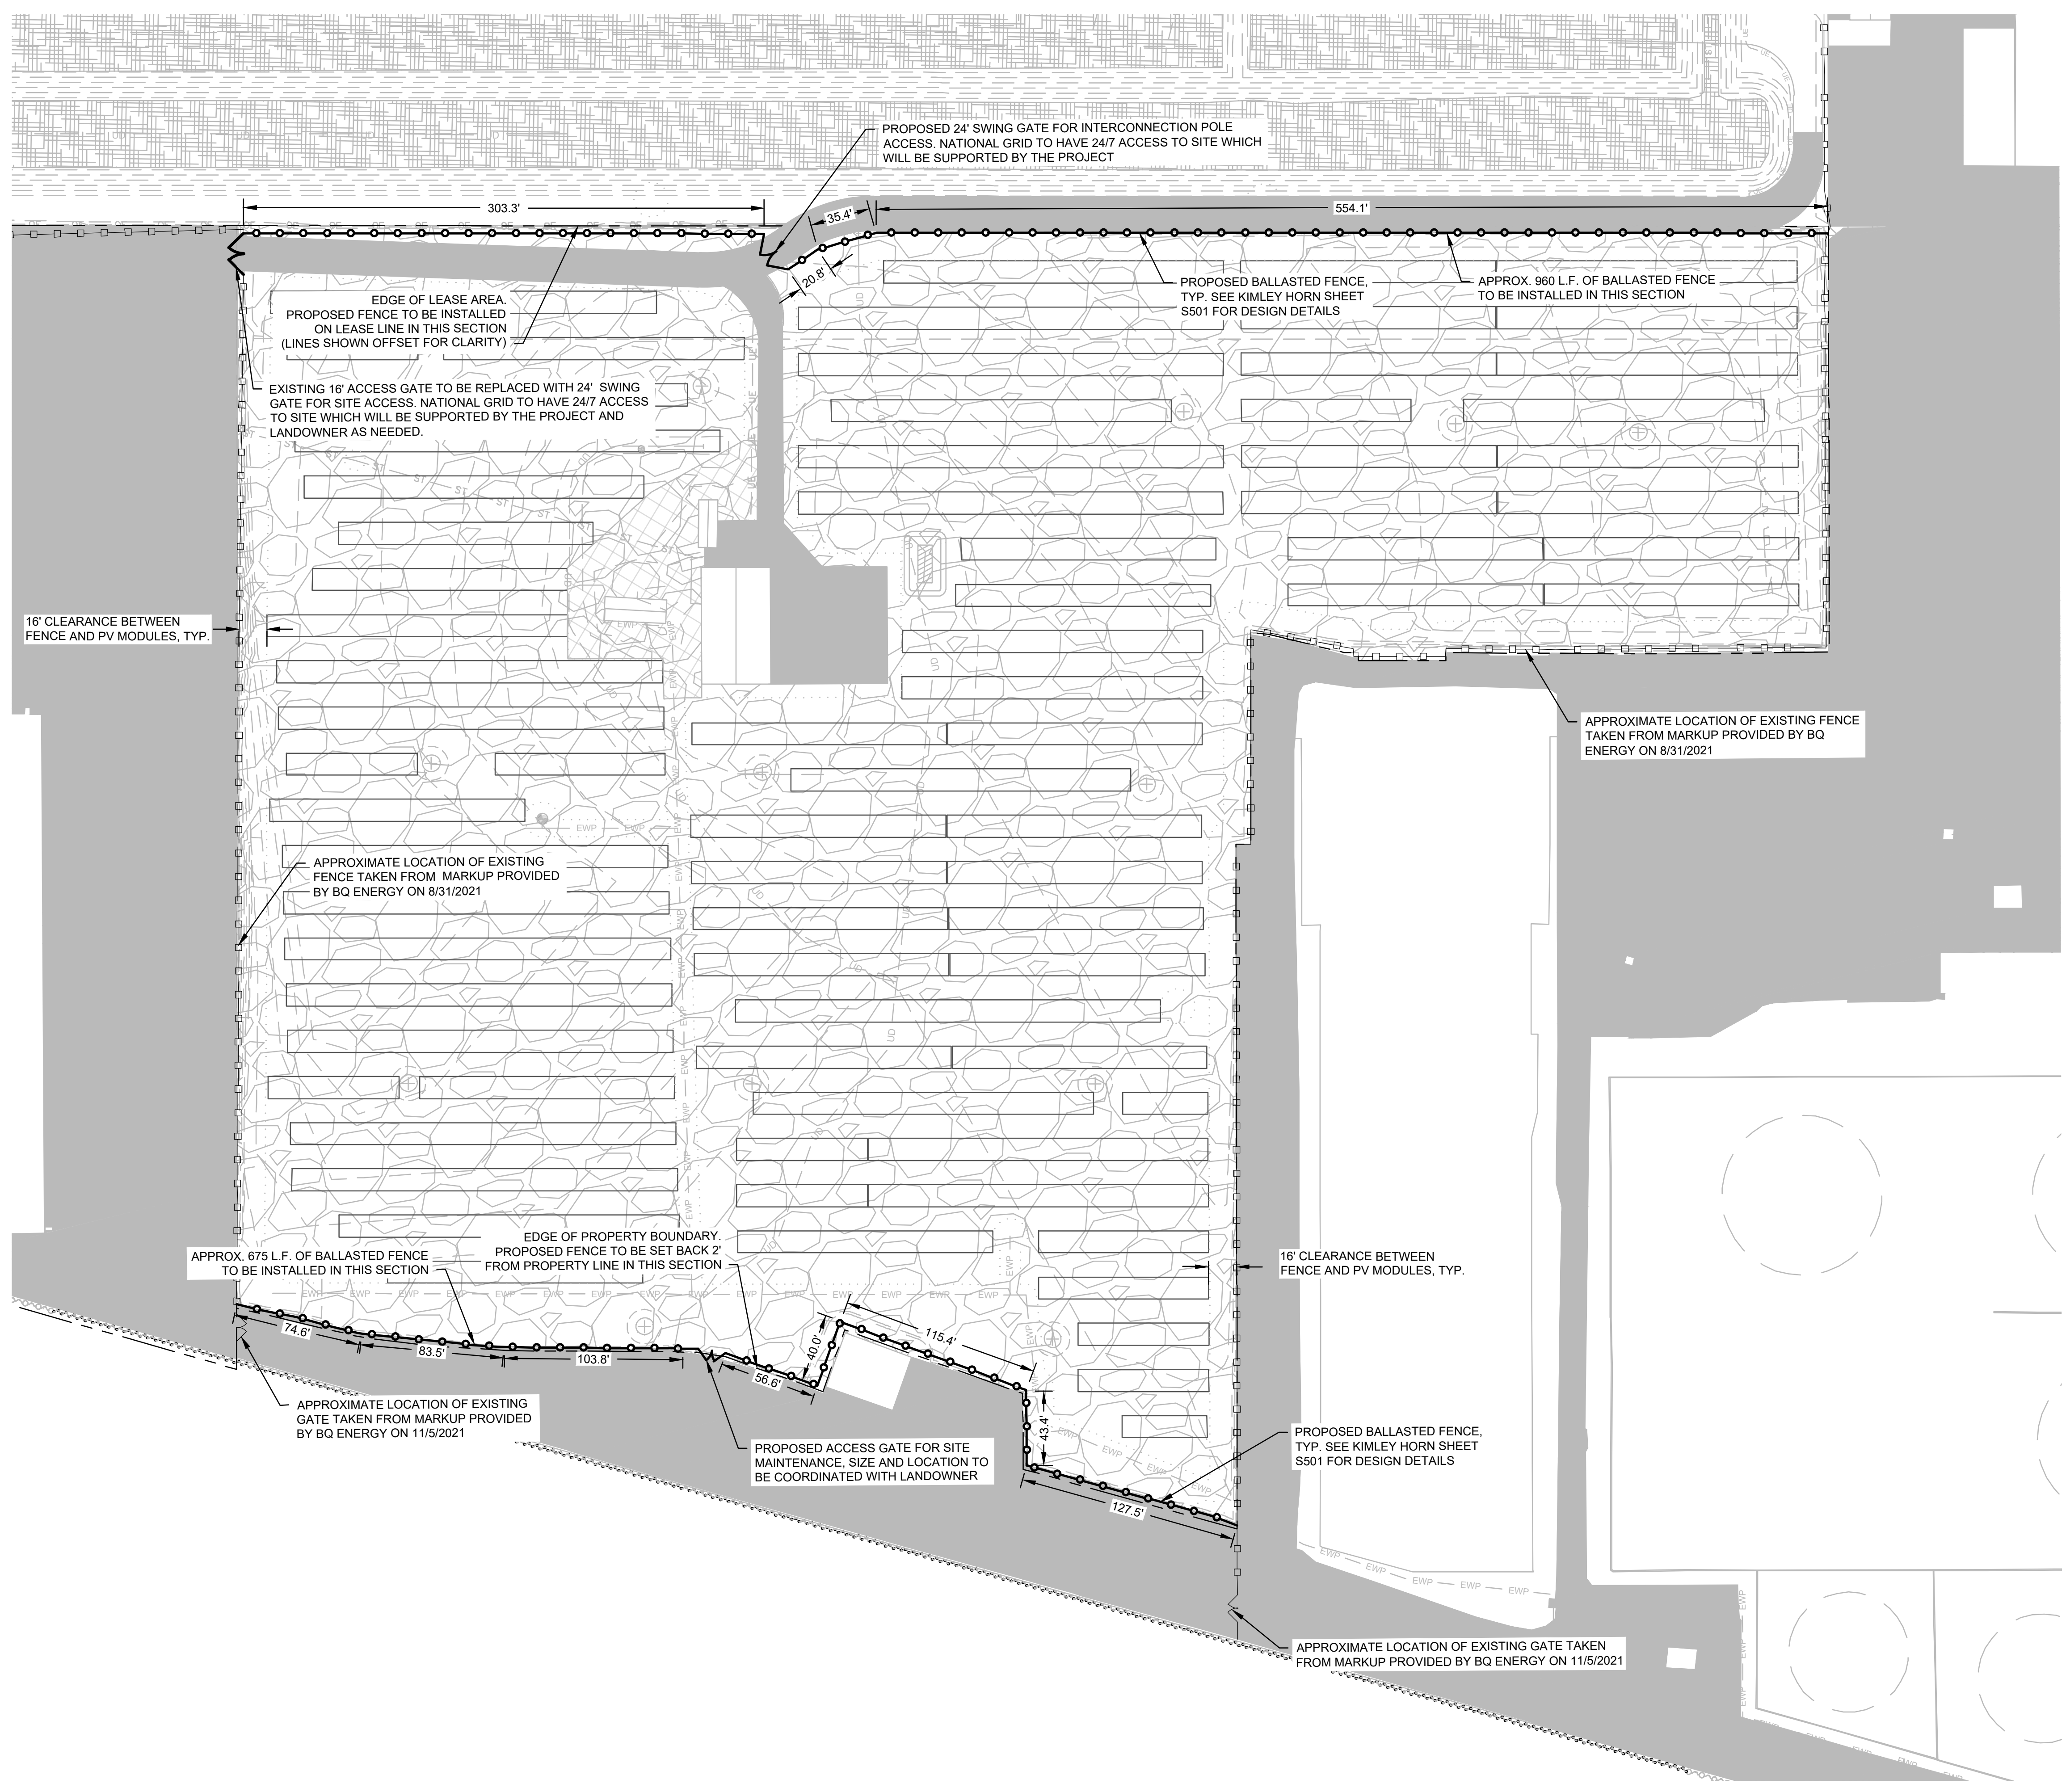 PROPOSED 24' SWING GATE FOR INTERCONNECTION POLE
ACCESS. NATIONAL GRID TO HAVE 24/7 ACCESS TO SITE WHICH
WILL BE SUPPORTED BY THE PROJECT
303.3'
35.4'
554.1'
20.8'
PROPOSED BALLASTED FENCE,
TYP. SEE KIMLEY HORN SHEET
S501 FOR DESIGN DETAILS
APPROX. 960 L.F. OF BALLASTED FENCE
TO BE INSTALLED IN THIS SECTION
EDGE OF LEASE AREA.
PROPOSED FENCE TO BE INSTALLED
ON LEASE LINE IN THIS SECTION
(LINES SHOWN OFFSET FOR CLARITY)
EXISTING 16' ACCESS GATE TO BE REPLACED WITH 24' SWING
GATE FOR SITE ACCESS. NATIONAL GRID TO HAVE 24/7 ACCESS
TO SITE WHICH WILL BE SUPPORTED BY THE PROJECT AND
LANDOWNER AS NEEDED.
16' CLEARANCE BETWEEN
FENCE AND PV MODULES, TYP.
APPROXIMATE LOCATION OF EXISTING FENCE
TAKEN FROM MARKUP PROVIDED BY BQ
ENERGY ON 8/31/2021
APPROXIMATE LOCATION OF EXISTING
FENCE TAKEN FROM MARKUP PROVIDED
BY BQ ENERGY ON 8/31/2021
EDGE OF PROPERTY BOUNDARY.
PROPOSED FENCE TO BE SET BACK 2'
FROM PROPERTY LINE IN THIS SECTION
APPROX. 675 L.F. OF BALLASTED FENCE
TO BE INSTALLED IN THIS SECTION
16' CLEARANCE BETWEEN
FENCE AND PV MODULES, TYP.
74.6'
83.5'
103.8'
56.6'
40.0'
115.4'
43.4'
127.5'
APPROXIMATE LOCATION OF EXISTING
GATE TAKEN FROM MARKUP PROVIDED
BY BQ ENERGY ON 11/5/2021
PROPOSED ACCESS GATE FOR SITE
MAINTENANCE, SIZE AND LOCATION TO
BE COORDINATED WITH LANDOWNER
PROPOSED BALLASTED FENCE,
TYP. SEE KIMLEY HORN SHEET
S501 FOR DESIGN DETAILS
APPROXIMATE LOCATION OF EXISTING GATE TAKEN
FROM MARKUP PROVIDED BY BQ ENERGY ON 11/5/2021